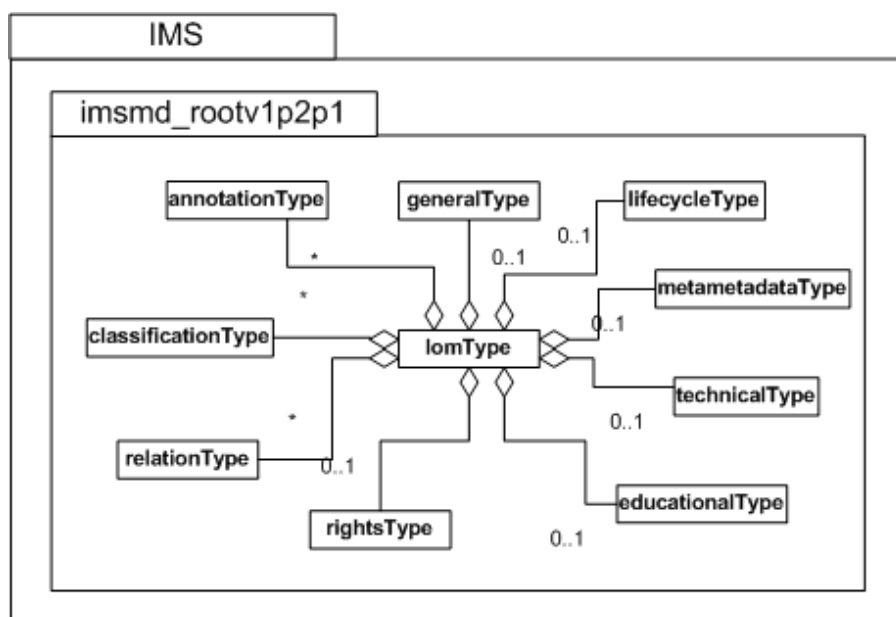 IMS
imsmd_rootv1p2p1
annotationType
generalType
lifecycleType
*
0..1
0..1
*
metametadataType
classificationType
lomType
0..1
technicalType
*
0..1
relationType
0..1
educationalType
rightsType
0..1